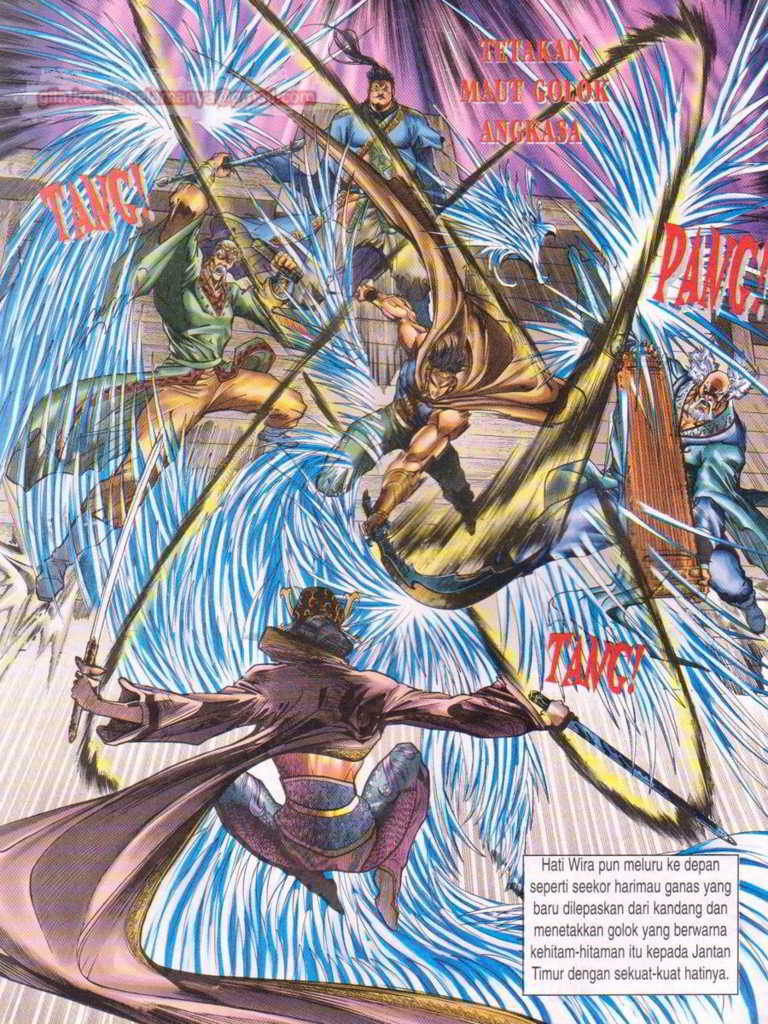 TETAKAN
MAUT GOLOK
ANGKASA
TANG!
PANG!
TANG!
Hati Wira pun meluru ke depan
seperti seekor harimau ganas yang
baru dilepaskan dari kandang dan
menetakkan golok yang berwarna
kehitam-hitaman itu kepada Jantan
Timur dengan sekuat-kuat hatinya.